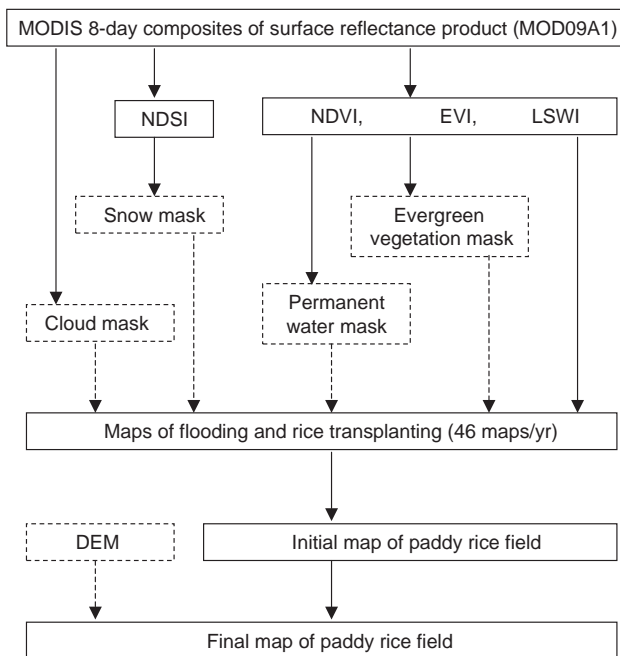 MODIS 8-day composites of surface reflectance product (MOD09A1)
NDSI
NDVI, EVI, LSWI
Snow mask
Evergreen
vegetation mask
Cloud mask
Permanent
water mask
Maps of flooding and rice transplanting (46 maps/yr)
DEM
Initial map of paddy rice field
Final map of paddy rice field